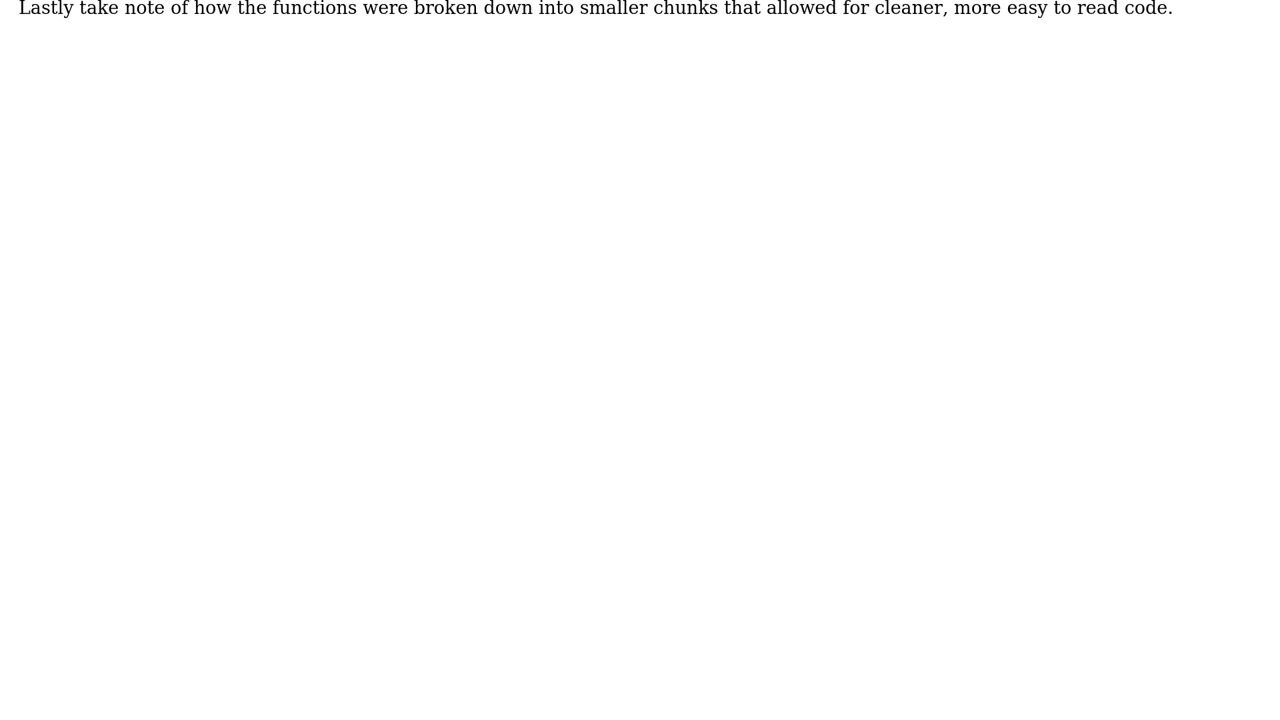 Lastly take note of how the functions were broken down into smaller chunks that allowed for cleaner, more easy to read code.